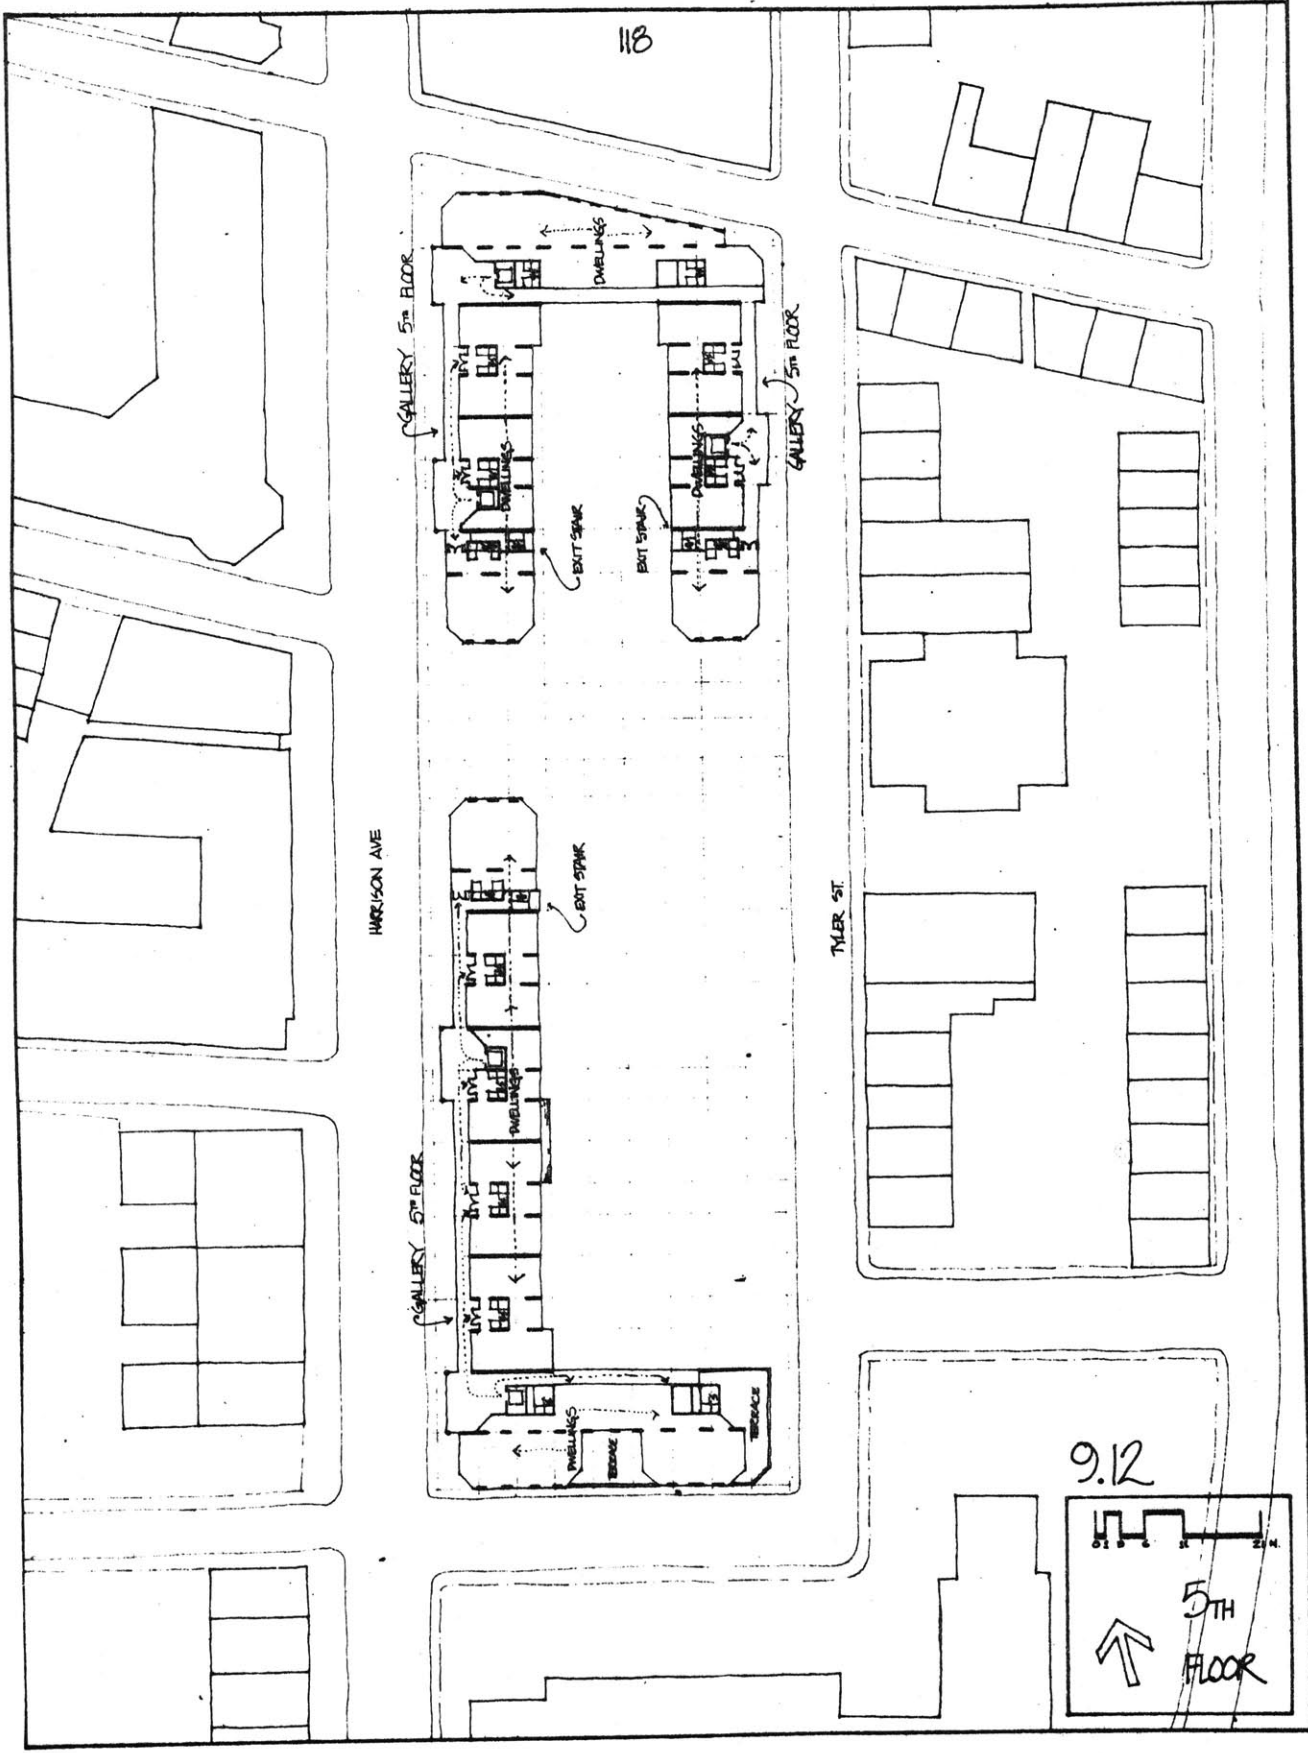 118
DWELLINGS
GALLERY 5TH FLOOR
GALLERY 5TH FLOOR
DWELLINGS
DWELLINGS
EXIT STAIR
EXIT STAIR
HARRISON AVE
EXIT STAIR
TYLER ST.
DWELLINGS
GALLERY 5TH FLOOR
DWELLINGS
TERRACE
TERRACE
9.12
5TH
FLOOR